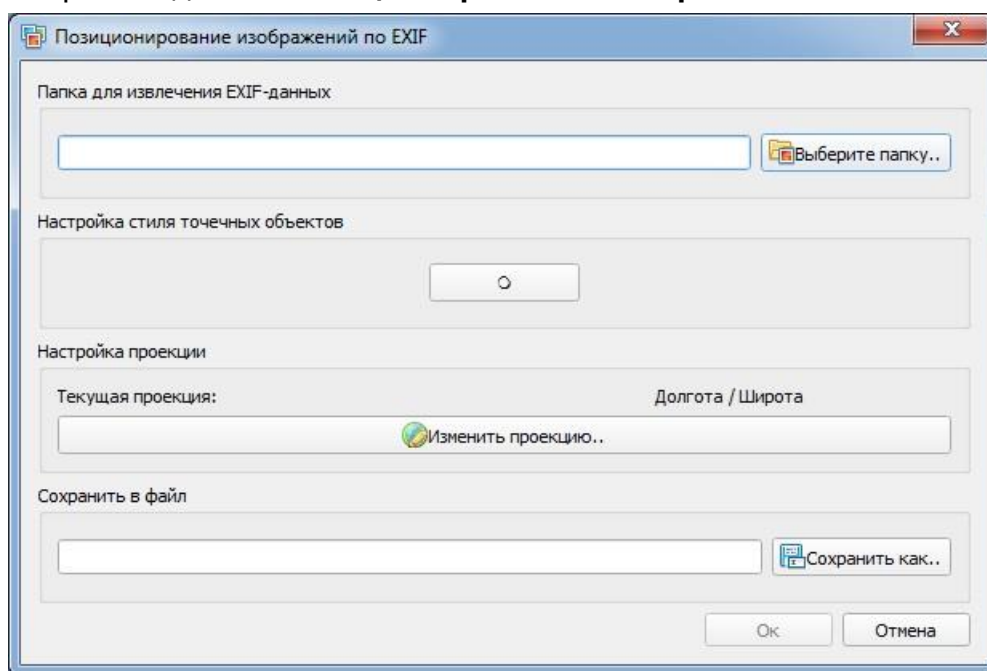 Позиционирование изображений по EXIF
Папка для извлечения EXIF-данных
Выберите папку..
Настройка стиля точечных объектов
Настройка проекции
Текущая проекция: Долгота / Широта
Изменить проекцию..
Сохранить в файл
Сохранить как..
Ок Отмена